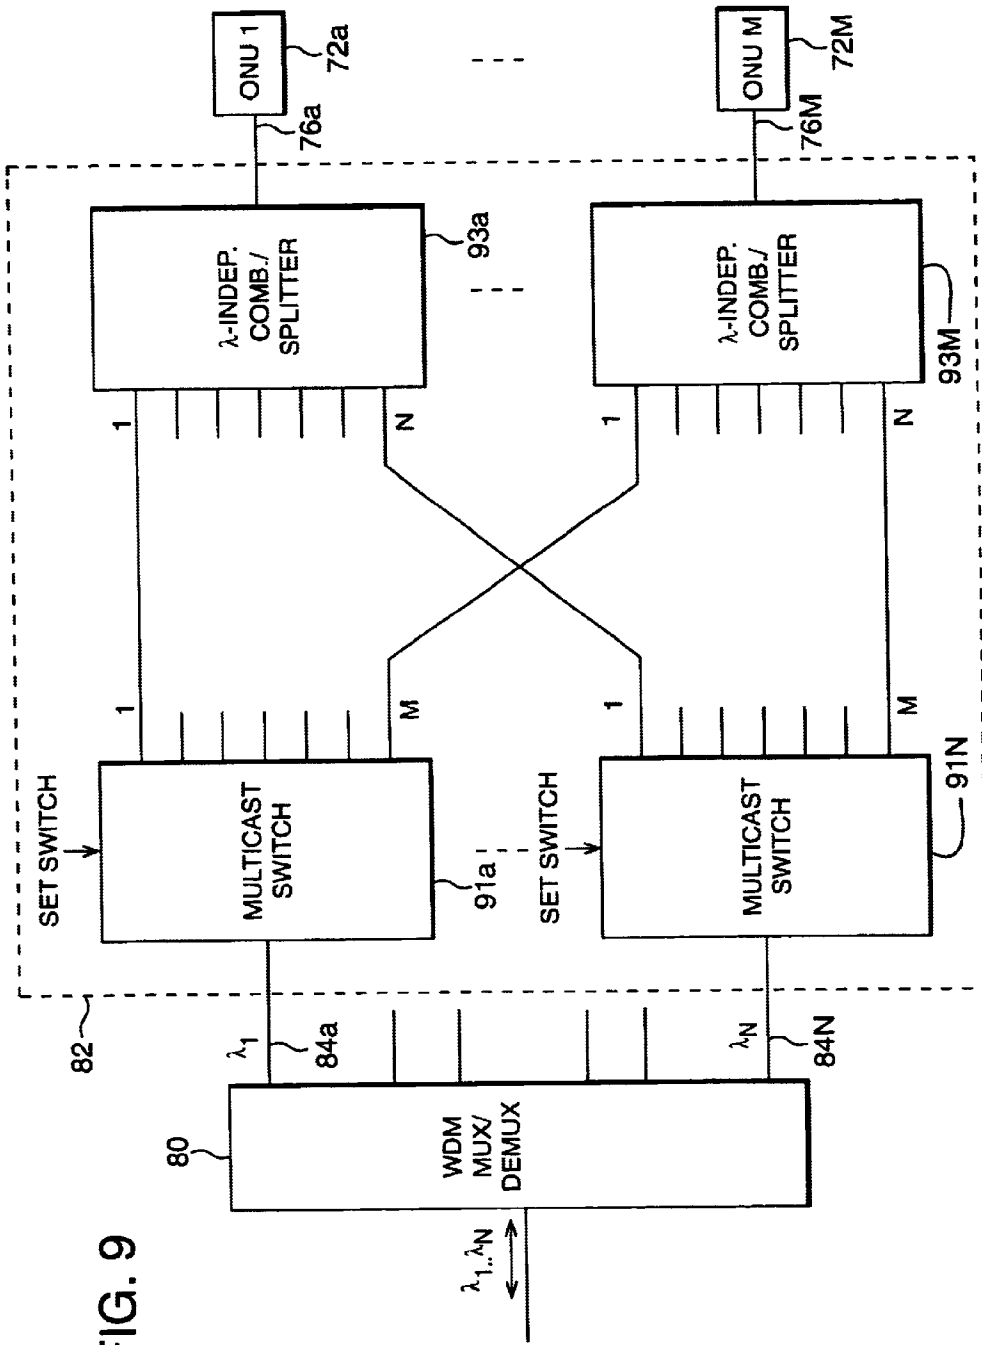 FIG. 9
λ1..λN
80
WDM
MUX/
DEMUX
λ1
84a
λN
84N
82
SET SWITCH
MULTICAST
SWITCH
91a
1
M
SET SWITCH
MULTICAST
SWITCH
91N
1
M
1
N
λ-INDEP.
COMB./
SPLITTER
93a
1
N
λ-INDEP.
COMB./
SPLITTER
93M
76a
ONU 1
72a
76M
ONU M
72M